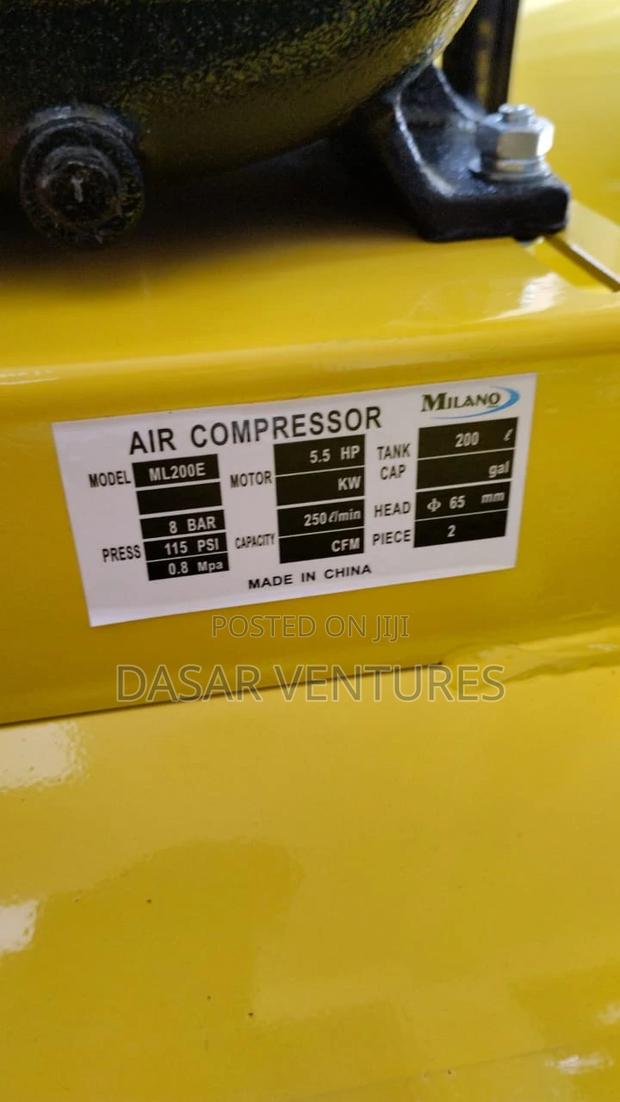 MILANO
AIR COMPRESSOR
MODEL ML200E MOTOR 5.5 HP TANK CAP 200 ℓ
KW gal
PRESS 8 BAR CAPACITY 250 ℓ/min HEAD Φ 65 mm
115 PSI CFM PIECE 2
0.8 Mpa
MADE IN CHINA
POSTED ON JIJI
DASAR VENTURES